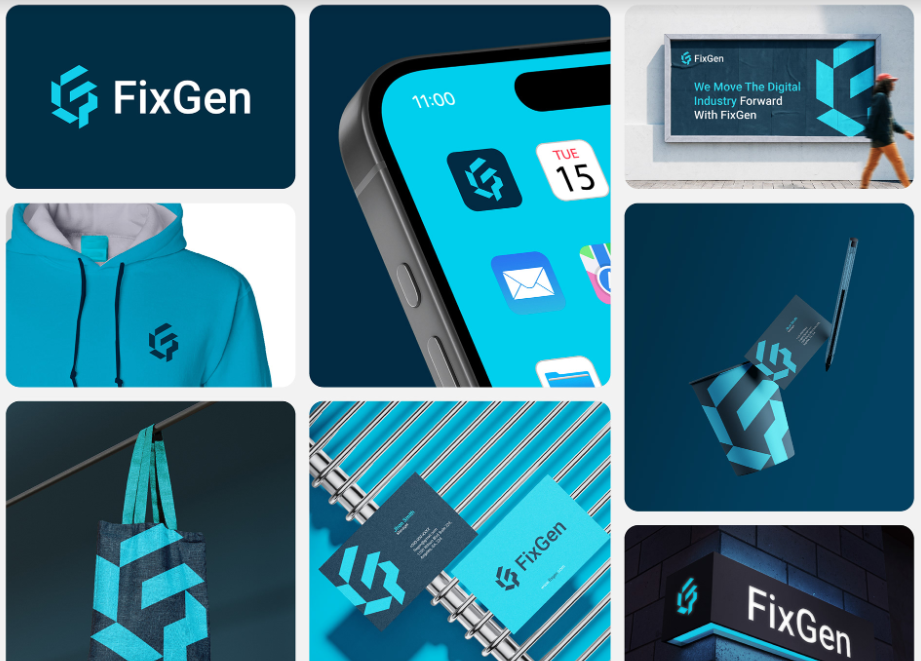 FixGen
11:00
TUE
15
FixGen
We Move The Digital
Industry Forward
With FixGen
FixGen
FixGen